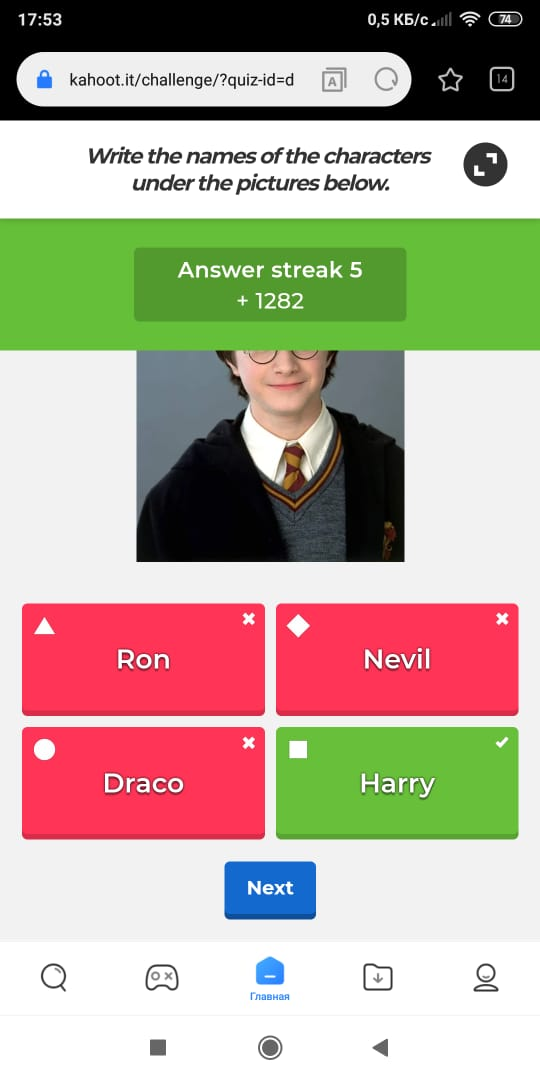 17:53
0,5 КБ/с
74
kahoot.it/challenge/?quiz-id=d
A
14
Write the names of the characters
under the pictures below.
Answer streak 5
+ 1282
Ron
Nevil
Draco
Harry
Next
Главная